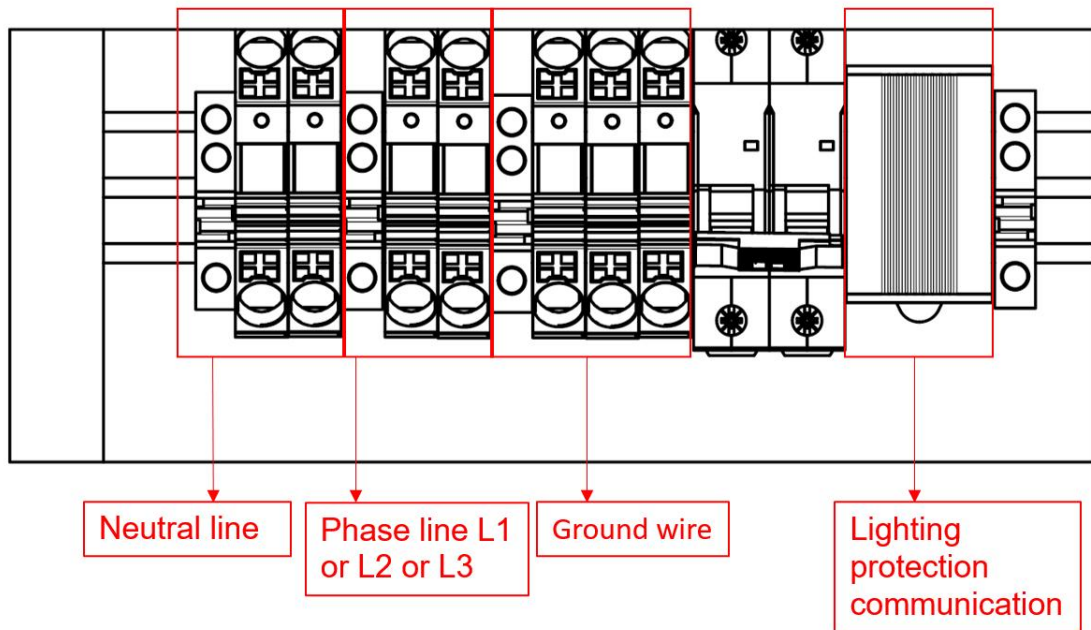 Neutral line
Phase line L1
or L2 or L3
Ground wire
Lighting
protection
communication